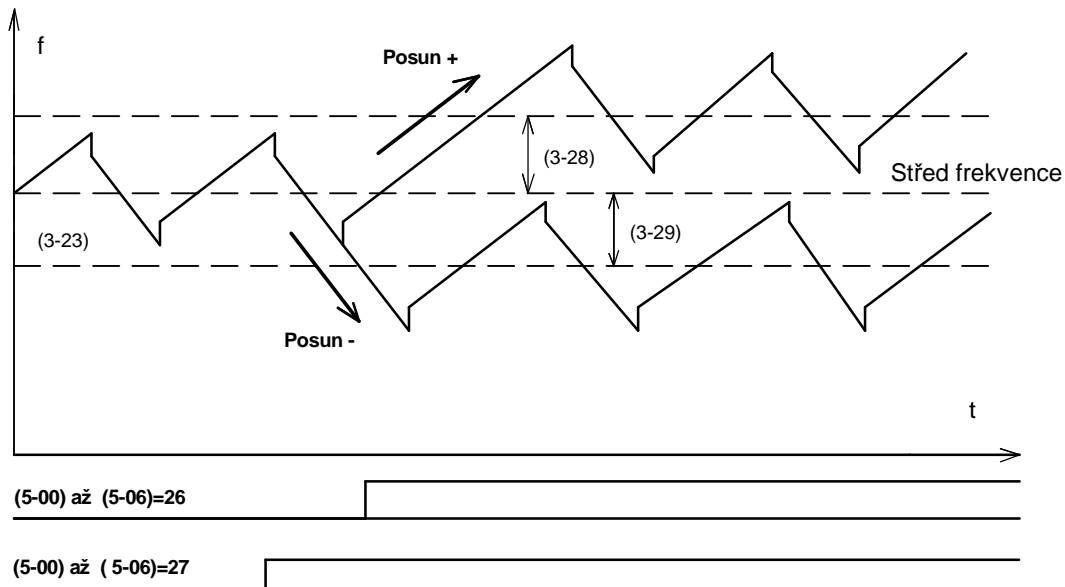 f
Posun +
(3-28)
Střed frekvence
(3-23)
(3-29)
Posun -
t
(5-00) až (5-06)=26
(5-00) až ( 5-06)=27